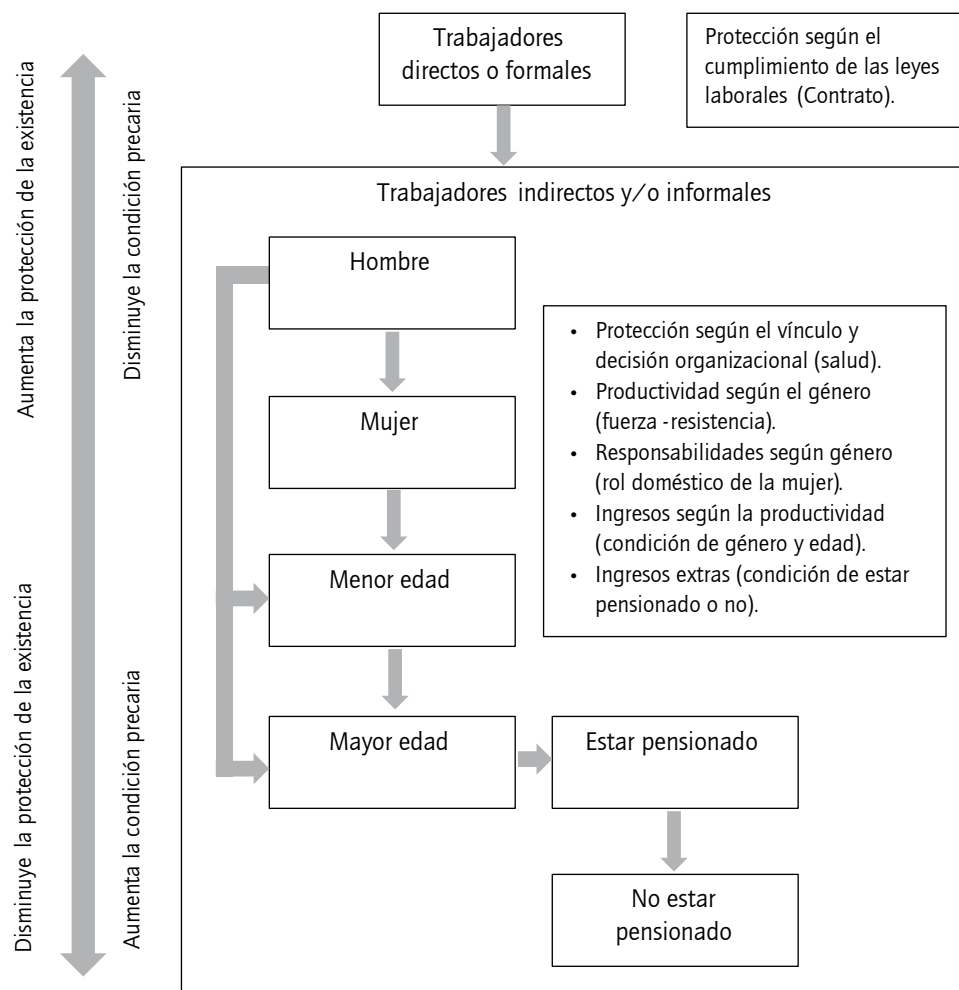 Trabajadores
directos o formales
Protección según el
cumplimiento de las leyes
laborales (Contrato).
Aumenta la protección de la existencia
Disminuye la condición precaria
Trabajadores indirectos y/o informales
Hombre
Mujer
Menor edad
Mayor edad
• Protección según el vínculo y
decisión organizacional (salud).
• Productividad según el género
(fuerza -resistencia).
• Responsabilidades según género
(rol doméstico de la mujer).
• Ingresos según la productividad
(condición de género y edad).
• Ingresos extras (condición de estar
pensionado o no).
Estar pensionado
No estar
pensionado
Disminuye la protección de la existencia
Aumenta la condición precaria